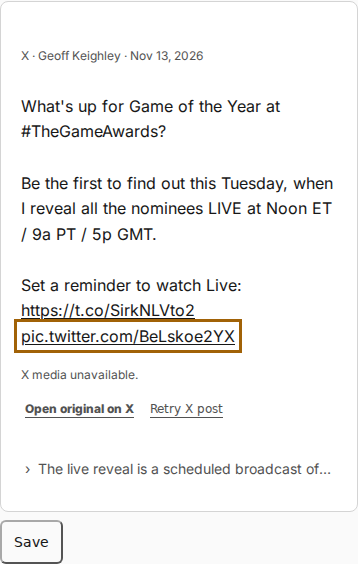 X · Geoff Keighley · Nov 13, 2026
What's up for Game of the Year at
#TheGameAwards?
Be the first to find out this Tuesday, when
I reveal all the nominees LIVE at Noon ET
/ 9a PT / 5p GMT.
Set a reminder to watch Live:
https://t.co/SirkNLVto2
pic.twitter.com/BeLskoe2YX
X media unavailable.
Open original on X Retry X post
› The live reveal is a scheduled broadcast of...
Save